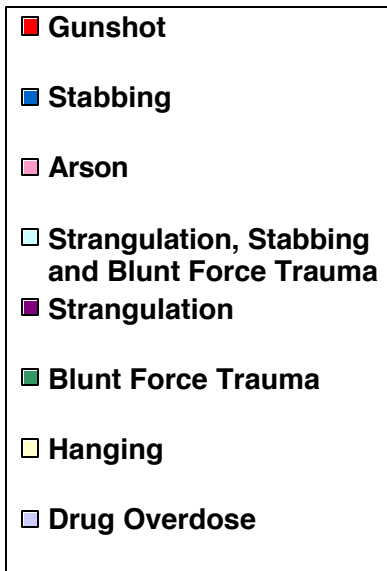 Gunshot
Stabbing
Arson
Strangulation, Stabbing
and Blunt Force Trauma
Strangulation
Blunt Force Trauma
Hanging
Drug Overdose